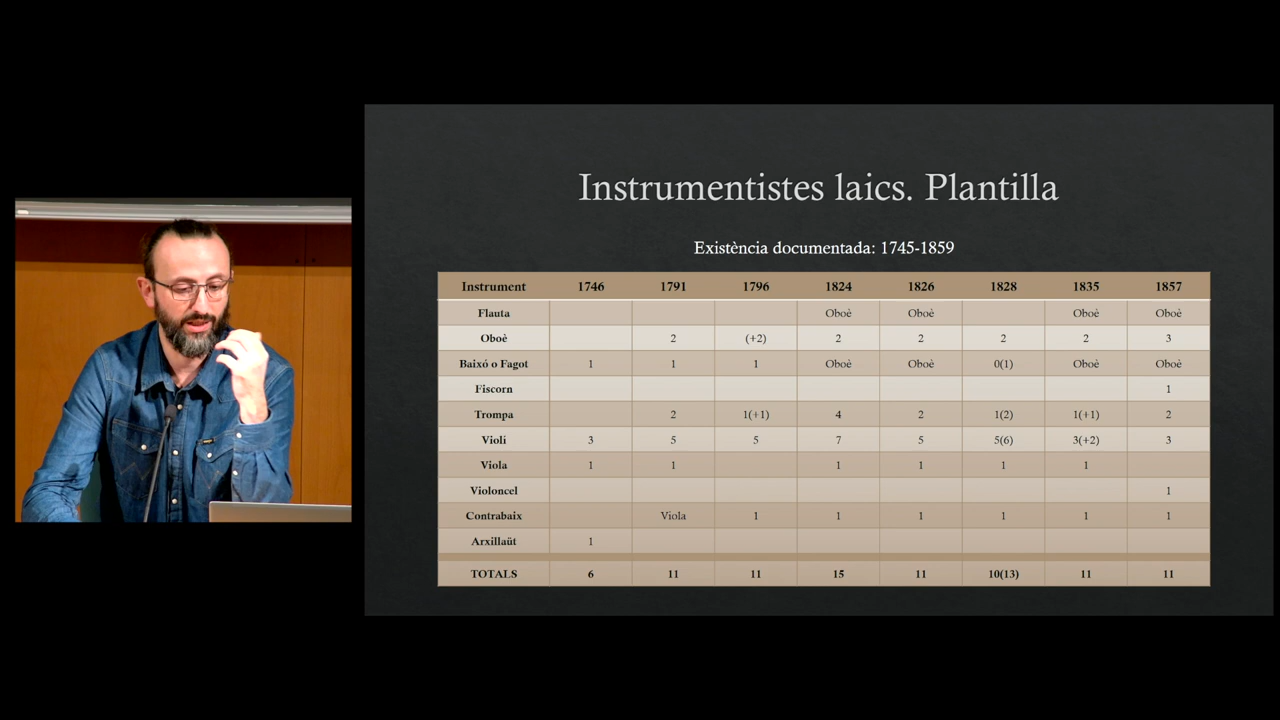 Instrumentistes laics. Plantilla
Existència documentada: 1745-1859
Instrument 1746 1791 1796 1824 1826 1828 1835 1857
Flauta Oboè Oboè Oboè Oboè
Oboè 2 (+2) 2 2 2 2 3
Baixó o Fagot 1 1 1 Oboè Oboè 0(1) Oboè Oboè
Fiscorn 1
Trompa 2 1(+1) 4 2 1(2) 1(+1) 2
Violí 3 5 5 7 5 5(6) 3(+2) 3
Viola 1 1 1 1 1 1
Violoncel 1
Contrabaix Viola 1 1 1 1 1 1
Arxillaüt 1
TOTALS 6 11 11 15 11 10(13) 11 11